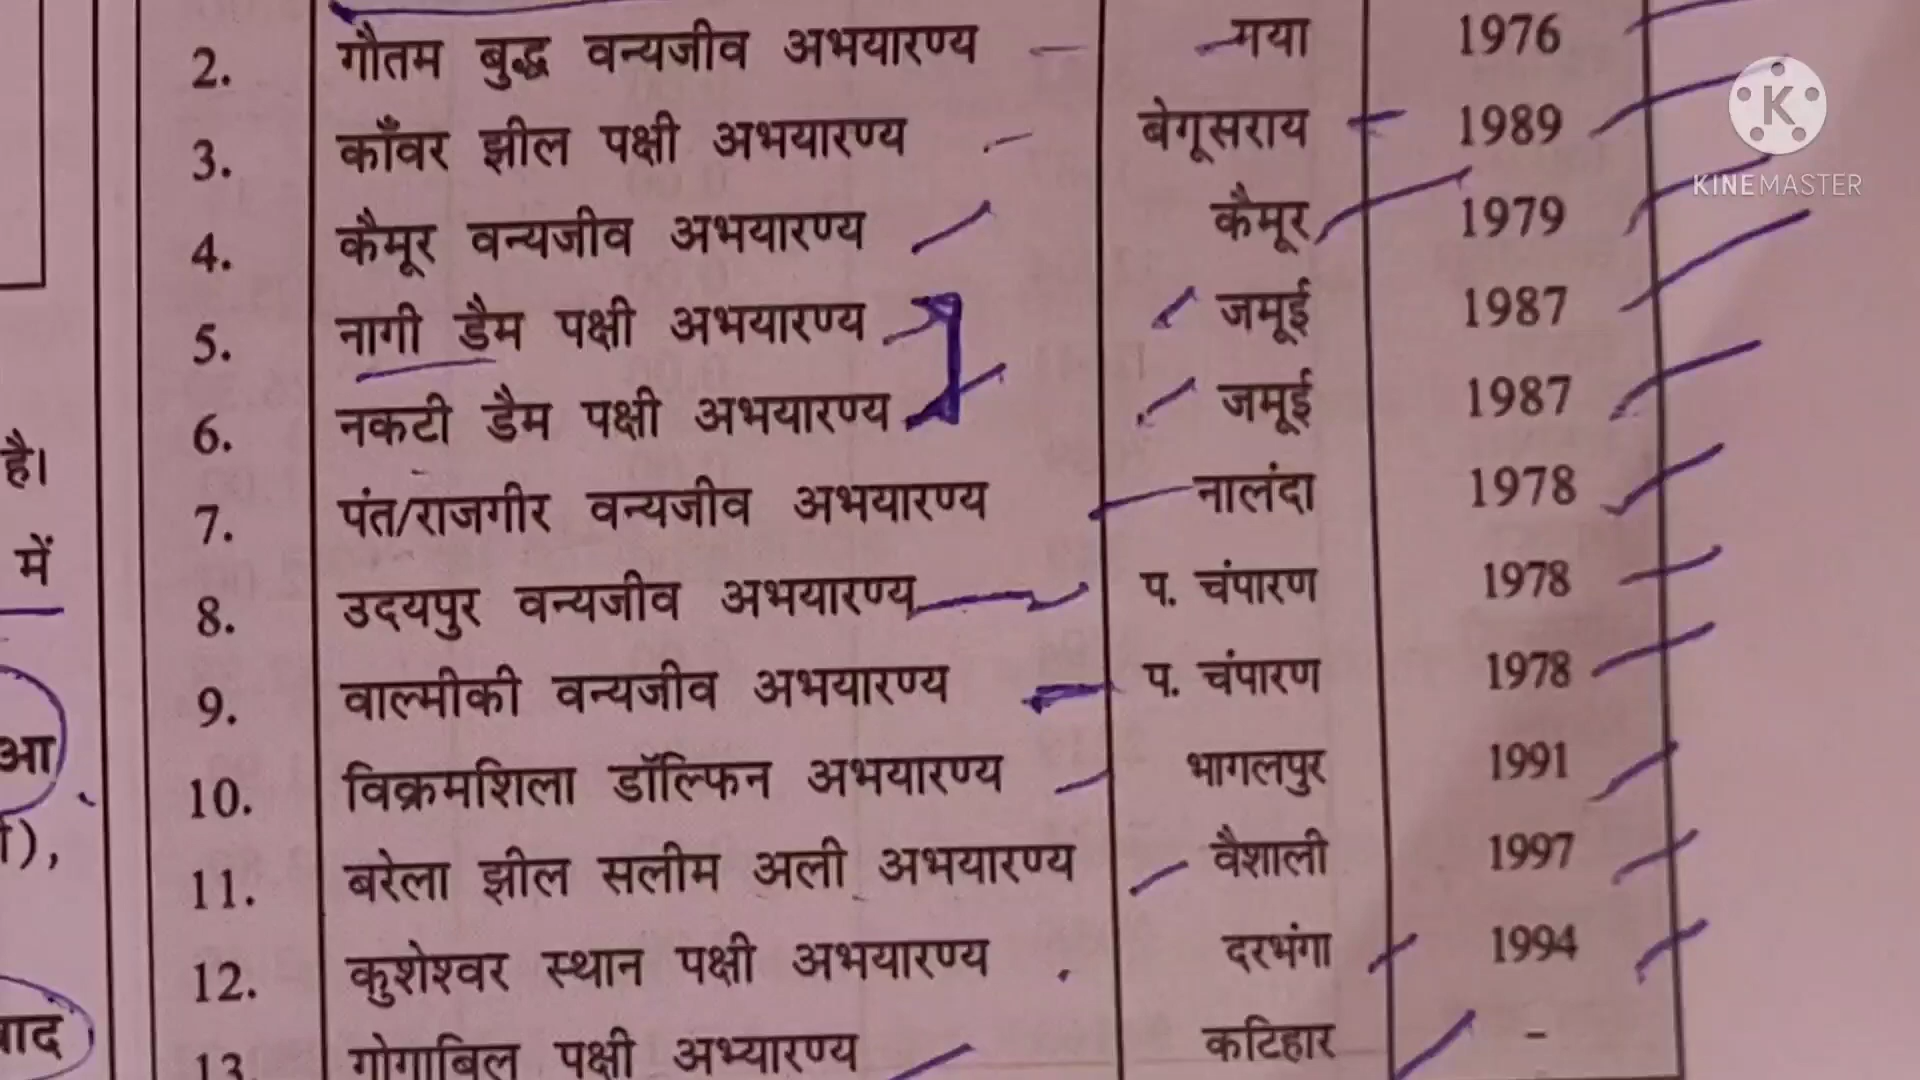 2. गौतम बुद्ध वन्यजीव अभयारण्य गया 1976
3. काँवर झील पक्षी अभयारण्य बेगूसराय 1989
KINEMASTER
4. कैमूर वन्यजीव अभयारण्य कैमूर 1979
5. नागी डैम पक्षी अभयारण्य जमूई 1987
6. नकटी डैम पक्षी अभयारण्य जमूई 1987
है।
7. पंत/राजगीर वन्यजीव अभयारण्य नालंदा 1978
में
8. उदयपुर वन्यजीव अभयारण्य प. चंपारण 1978
9. वाल्मीकी वन्यजीव अभयारण्य प. चंपारण 1978
10. विक्रमशिला डॉल्फिन अभयारण्य भागलपुर 1991
11. बरेला झील सलीम अली अभयारण्य वैशाली 1997
12. कुशेश्वर स्थान पक्षी अभयारण्य दरभंगा 1994
13. गोगाबिल पक्षी अभ्यारण्य कटिहार -